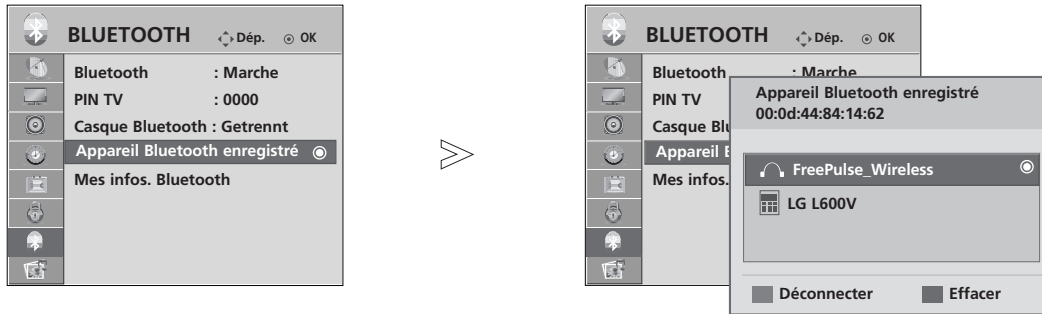 BLUETOOTH Dép. OK
Bluetooth : Marche
PIN TV : 0000
Casque Bluetooth : Getrennt
Appareil Bluetooth enregistré
Mes infos. Bluetooth
BLUETOOTH Dép. OK
Bluetooth : Marche
PIN TV
Casque Blu
Appareil B
Mes infos.
Appareil Bluetooth enregistré
00:0d:44:84:14:62
FreePulse_Wireless
LG L600V
Déconnecter Effacer